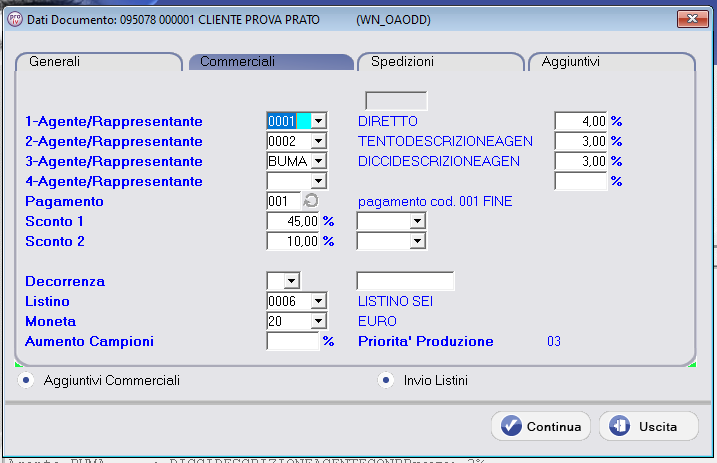 Dati Documento: 095078 000001 CLIENTE PROVA PRATO (WN_OAODD)
Generali Commerciali Spedizioni Aggiuntivi
1-Agente/Rappresentante 0001 DIRETTO 4,00 %
2-Agente/Rappresentante 0002 TENTODESCRIZIONEAGEN 3,00 %
3-Agente/Rappresentante BUMA DICCIDESCRIZIONEAGEN 3,00 %
4-Agente/Rappresentante %
Pagamento 001 pagamento cod. 001 FINE
Sconto 1 45,00 %
Sconto 2 10,00 %
Decorrenza
Listino 0006 LISTINO SEI
Moneta 20 EURO
Aumento Campioni % Priorita' Produzione 03
Aggiuntivi Commerciali Invio Listini
Continua Uscita